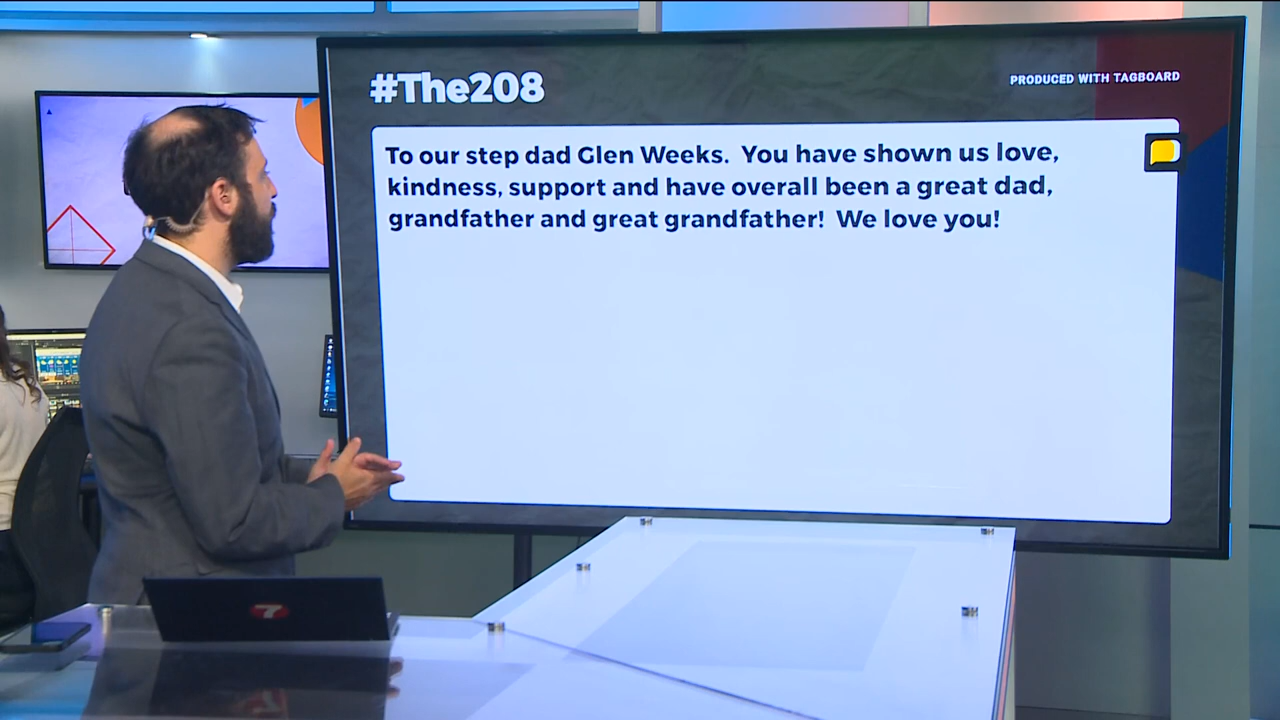 #The208
PRODUCED WITH TAGBOARD
To our step dad Glen Weeks.  You have shown us love,
kindness, support and have overall been a great dad,
grandfather and great grandfather!  We love you!
7